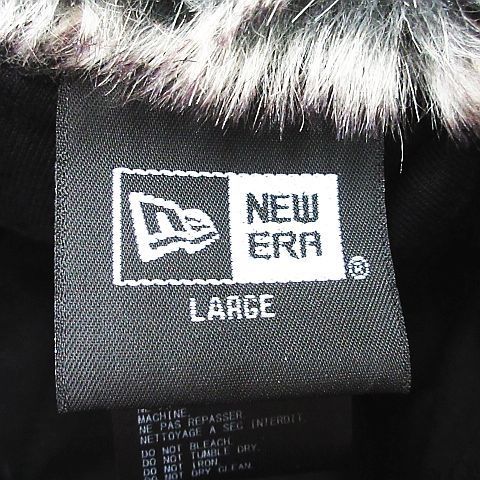 NEW
ERA
®
LARGE
MACHINE.
NE PAS REPASSER.
NETTOYAGE A SEC INTERDIT.
DO NOT BLEACH.
DO NOT TUMBLE DRY.
DO NOT IRON.
DO NOT DRY CLEAN.